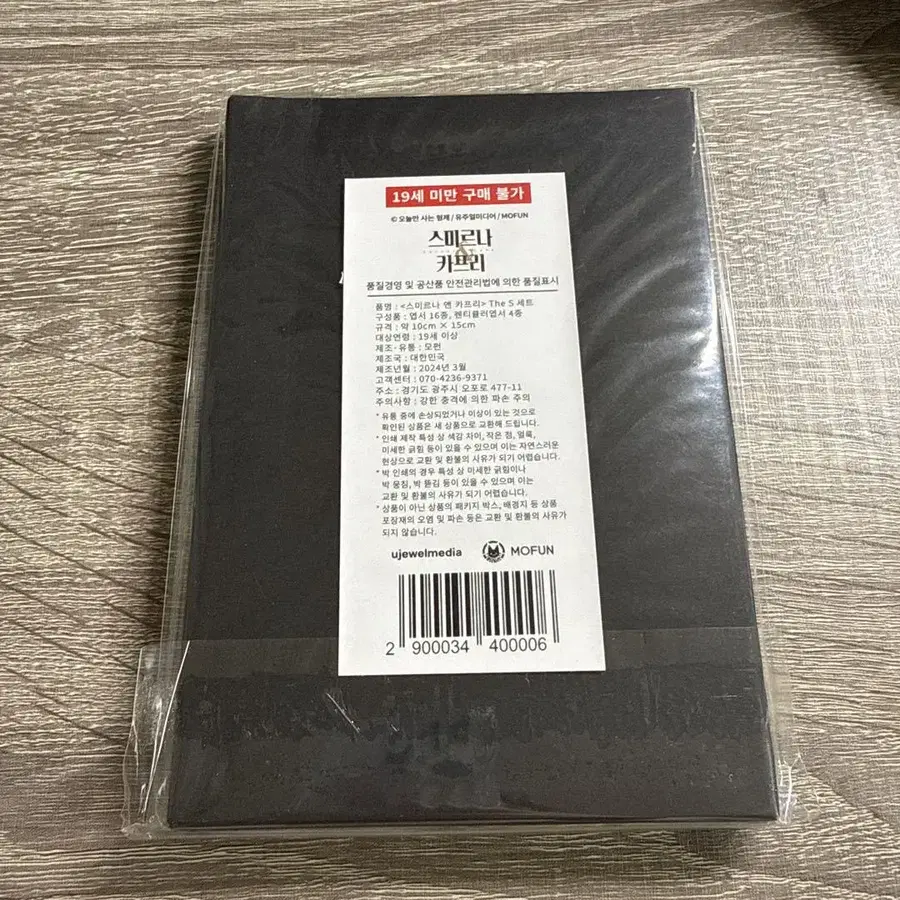 19세 미만 구매 불가
© 오늘만 사는 형제 / 유주얼미디어 / MOFUN
스미르나
&
카프리
품질경영 및 공산품 안전관리법에 의한 품질표시
품명 : <스미르나 앤 카프리> The S 세트
구성품 : 엽서 16종, 렌티큘러엽서 4종
규격 : 약 10cm × 15cm
대상연령 : 19세 이상
제조·유통 : 모펀
제조국 : 대한민국
제조년월 : 2024년 3월
고객센터 : 070-4236-9371
주소 : 경기도 광주시 오포로 477-11
주의사항 : 강한 충격에 의한 파손 주의
* 유통 중에 손상되었거나 이상이 있는 것으로
확인된 상품은 새 상품으로 교환해 드립니다.
* 인쇄 제작 특성 상 색감 차이, 작은 점, 얼룩,
미세한 긁힘 등이 있을 수 있으며 이는 자연스러운
현상으로 교환 및 환불의 사유가 되기 어렵습니다.
* 박 인쇄의 경우 특성 상 미세한 긁힘이나
박 뭉침, 박 뜯김 등이 있을 수 있으며 이는
교환 및 환불의 사유가 되기 어렵습니다.
* 상품이 아닌 상품의 패키지 박스, 배경지 등 상품
포장재의 오염 및 파손 등은 교환 및 환불의 사유가
되지 않습니다.
ujewelmedia MOFUN
2 900034 400006